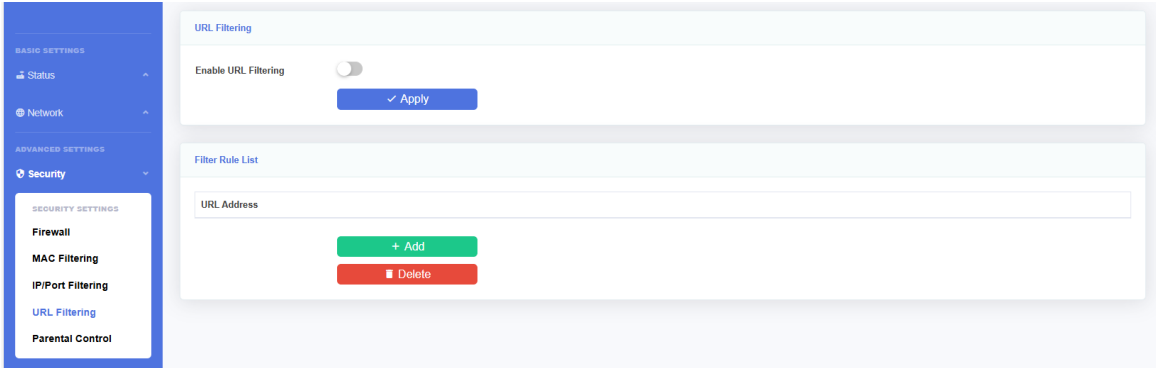 BASIC SETTINGS
Status
Network
ADVANCED SETTINGS
Security
SECURITY SETTINGS
Firewall
MAC Filtering
IP/Port Filtering
URL Filtering
Parental Control
URL Filtering
Enable URL Filtering
Apply
Filter Rule List
URL Address
+ Add
Delete